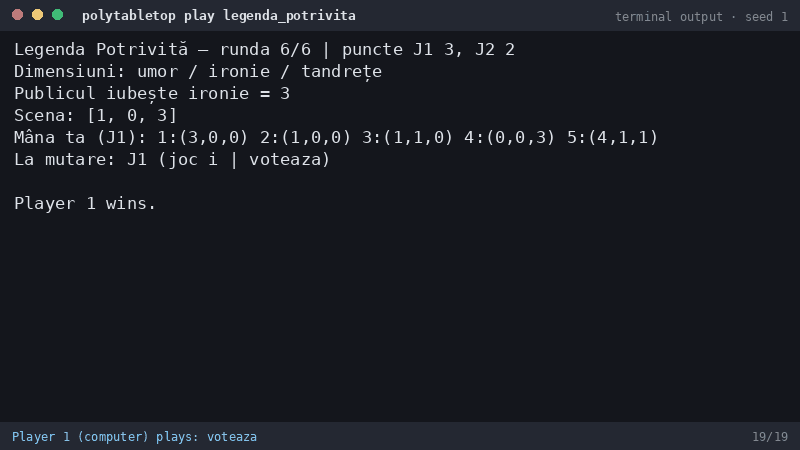 polytabletop play legenda_potrivita
terminal output · seed 1
Legenda Potrivită — runda 6/6 | puncte J1 3, J2 2
Dimensiuni: umor / ironie / tandrețe
Publicul iubește ironie = 3
Scena: [1, 0, 3]
Mâna ta (J1): 1:(3,0,0) 2:(1,0,0) 3:(1,1,0) 4:(0,0,3) 5:(4,1,1)
La mutare: J1 (joc i | voteaza)
Player 1 wins.
Player 1 (computer) plays: voteaza
19/19